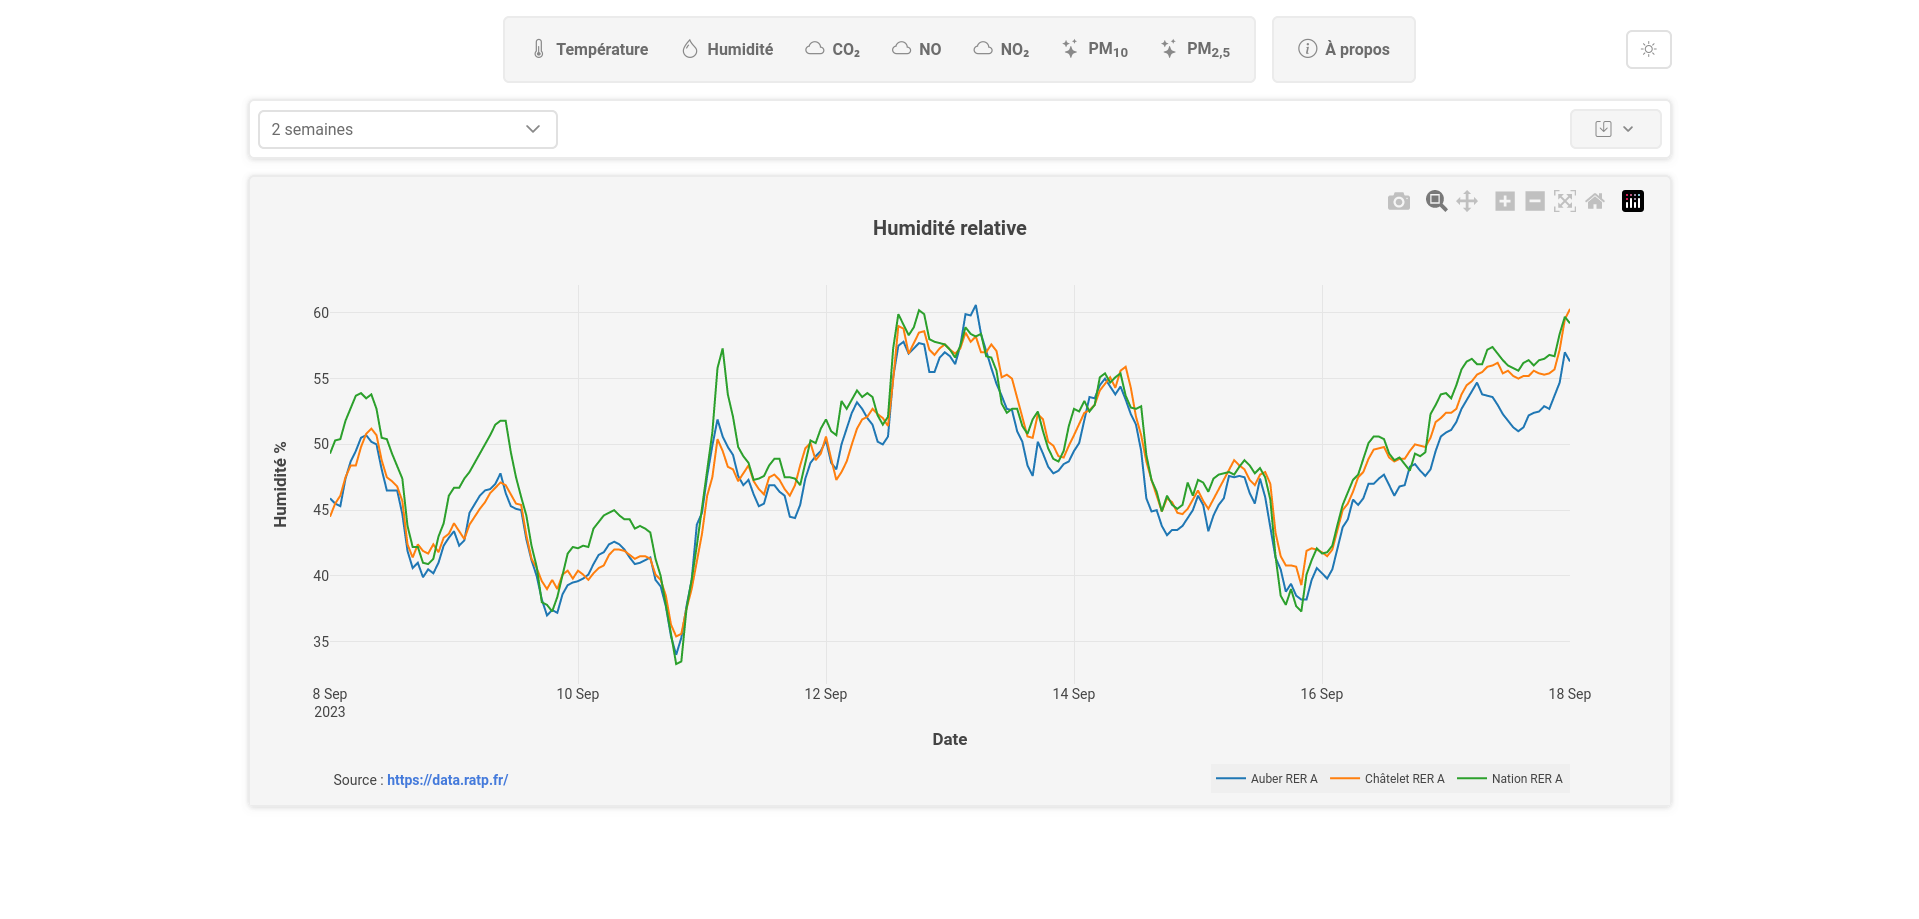 Température Humidité CO₂ NO NO₂ PM₁₀ PM₂,₅ À propos
2 semaines
Humidité relative
Humidité %
60
55
50
45
40
35
8 Sep 10 Sep 12 Sep 14 Sep 16 Sep 18 Sep
2023
Date
Source : https://data.ratp.fr/
Auber RER A Châtelet RER A Nation RER A